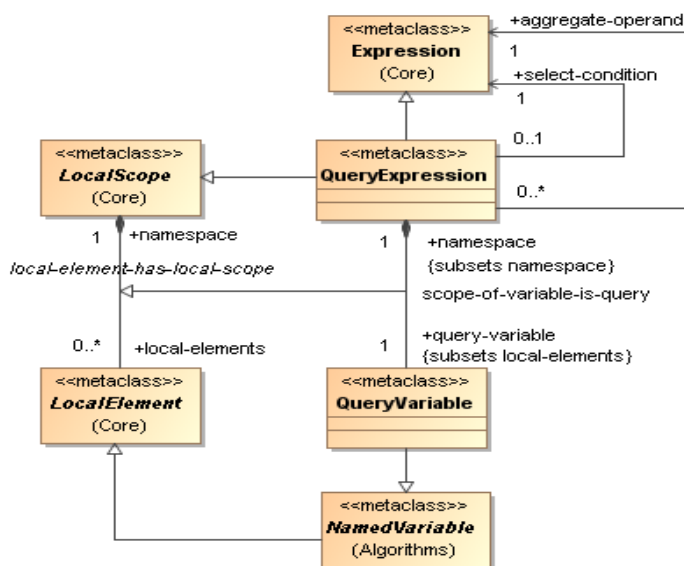 +aggregate-operand
<<metaclass>>
Expression
(Core)
1
+select-condition
1
0..1
<<metaclass>>
LocalScope
(Core)
<<metaclass>>
QueryExpression
0..*
1
+namespace
1
+namespace
{subsets namespace}
local-element-has-local-scope
scope-of-variable-is-query
0..*
+local-elements
1
+query-variable
{subsets local-elements}
<<metaclass>>
LocalElement
(Core)
<<metaclass>>
QueryVariable
<<metaclass>>
NamedVariable
(Algorithms)